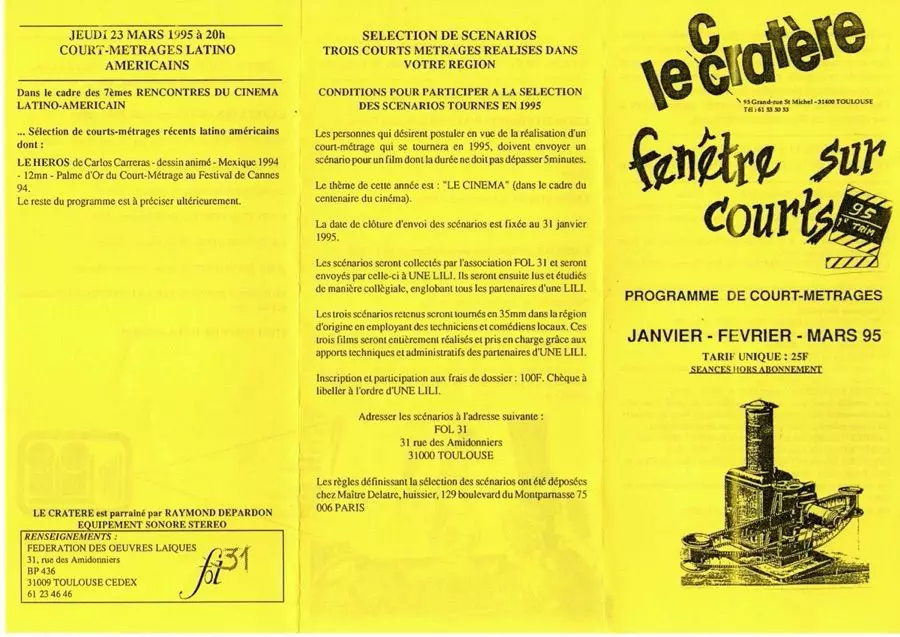 JEUDI 23 MARS 1995 à 20h
COURT-METRAGES LATINO
AMERICAINS
Dans le cadre des 7èmes RENCONTRES DU CINEMA
LATINO-AMERICAIN
... Sélection de courts-métrages récents latino américains
dont :
LE HEROS de Carlos Carreras - dessin animé - Mexique 1994
- 12mn - Palme d'Or du Court-Métrage au Festival de Cannes
94.
Le reste du programme est à préciser ultérieurement.
LE CRATERE est parrainé par RAYMOND DEPARDON
EQUIPEMENT SONORE STEREO
RENSEIGNEMENTS :
FEDERATION DES OEUVRES LAIQUES
31, rue des Amidonniers
BP 436
31009 TOULOUSE CEDEX
61 23 46 46
fol 31
SELECTION DE SCENARIOS
TROIS COURTS METRAGES REALISES DANS
VOTRE REGION
CONDITIONS POUR PARTICIPER A LA SELECTION
DES SCENARIOS TOURNES EN 1995
Les personnes qui désirent postuler en vue de la réalisation d'un
court-métrage qui se tournera en 1995, doivent envoyer un
scénario pour un film dont la durée ne doit pas dépasser 5minutes.
Le thème de cette année est : "LE CINEMA" (dans le cadre du
centenaire du cinéma).
La date de clôture d'envoi des scénarios est fixée au 31 janvier
1995.
Les scénarios seront collectés par l'association FOL 31 et seront
envoyés par celle-ci à UNE LILI. Ils seront ensuite lus et étudiés
de manière collègiale, englobant tous les partenaires d'une LILI.
Les trois scénarios retenus seront tournés en 35mm dans la région
d'origine en employant des techniciens et comédiens locaux. Ces
trois films seront entièrement réalisés et pris en charge grâce aux
apports techniques et administratifs des partenaires d'UNE LILI.
Inscription et participation aux frais de dossier : 100F. Chèque à
libeller à l'ordre d'UNE LILI.
Adresser les scénarios à l'adresse suivante :
FOL 31
31 rue des Amidonniers
31000 TOULOUSE
Les règles définissant la sélection des scénarios ont été déposées
chez Maître Delatre, huissier, 129 boulevard du Montparnasse 75
006 PARIS
le cratère
95 Grand-rue St Michel - 31400 TOULOUSE
Tél : 61 53 50 53
fenêtre sur
courts
95
1er TRIM
PROGRAMME DE COURT-METRAGES
JANVIER - FEVRIER - MARS 95
TARIF UNIQUE : 25F
SEANCES HORS ABONNEMENT